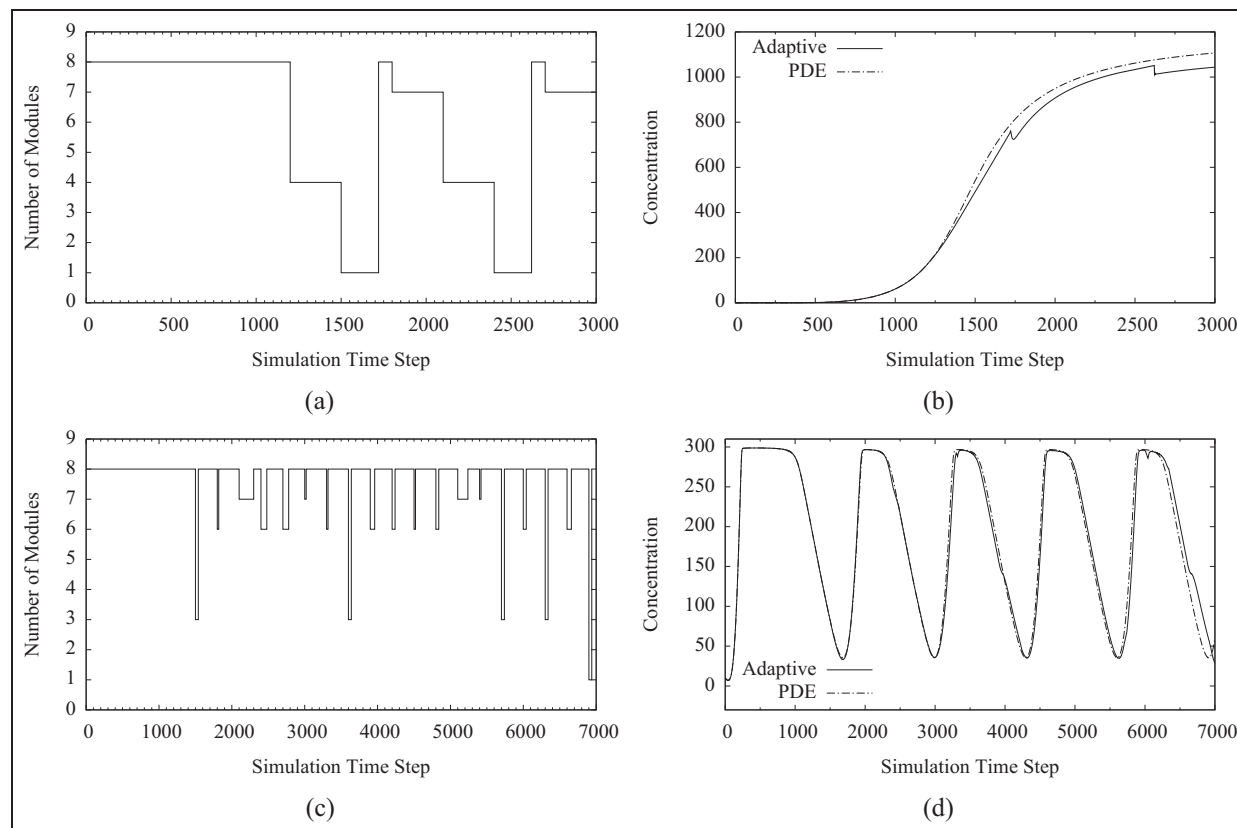 9
8
7
6
5
4
3
2
1
0
Number of Modules
0 500 1000 1500 2000 2500 3000
Simulation Time Step
(a)
1200
1000
800
600
400
200
0
Concentration
Adaptive
PDE
0 500 1000 1500 2000 2500 3000
Simulation Time Step
(b)
9
8
7
6
5
4
3
2
1
0
Number of Modules
0 1000 2000 3000 4000 5000 6000 7000
Simulation Time Step
(c)
300
250
200
150
100
50
0
Concentration
Adaptive
PDE
0 1000 2000 3000 4000 5000 6000 7000
Simulation Time Step
(d)